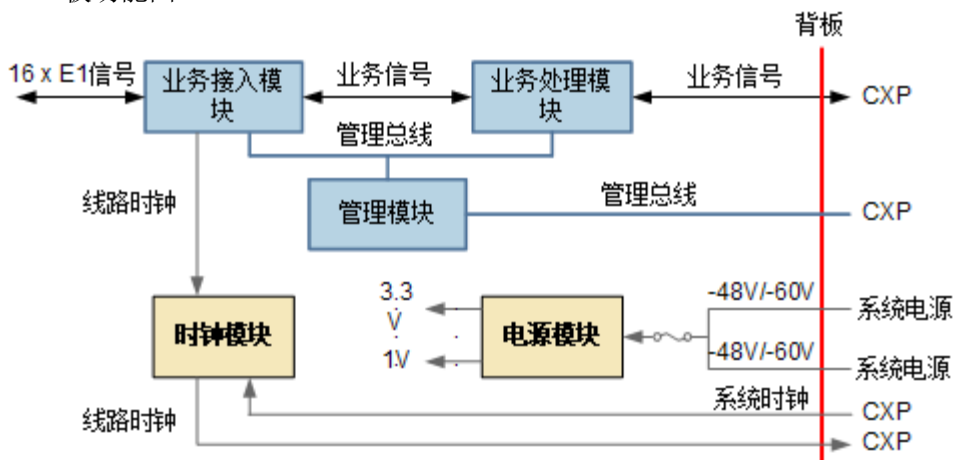 背板
16 x E1信号
业务接入模
块
业务信号
业务处理模
块
业务信号
CXP
管理总线
线路时钟
管理模块
管理总线
CXP
时钟模块
3.3
V
1V
电源模块
-48V/-60V
系统电源
-48V/-60V
系统电源
系统时钟
CXP
线路时钟
CXP